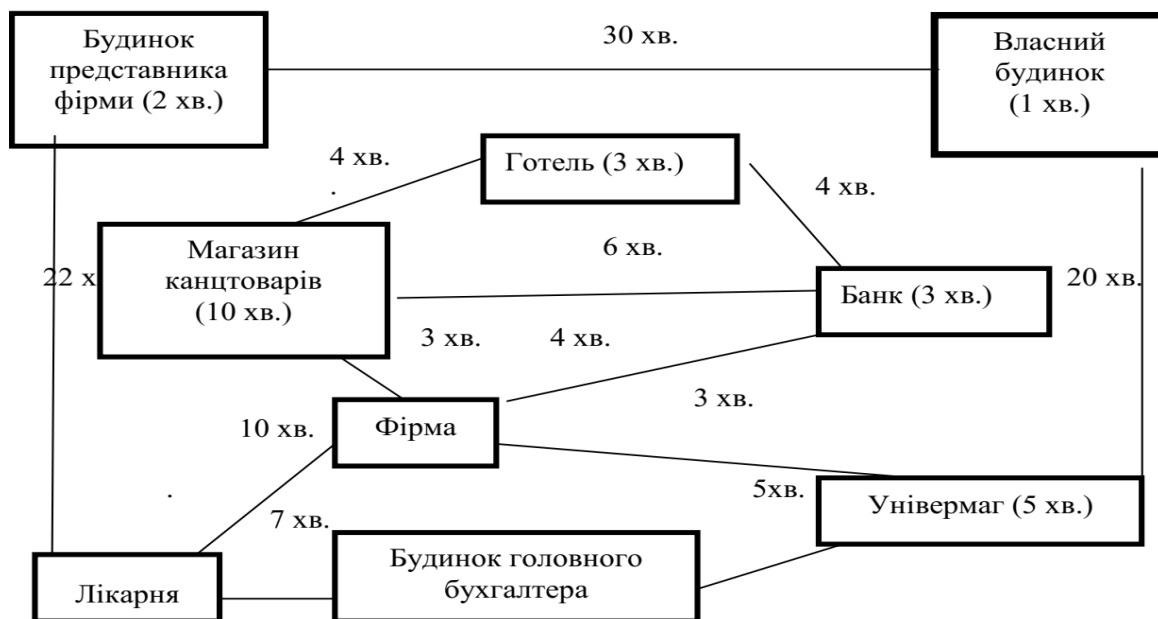 Будинок
представника
фірми (2 хв.)
30 хв.
Власний
будинок
(1 хв.)
4 хв.
.
Готель (3 хв.)
4 хв.
Магазин
канцтоварів
(10 хв.)
22 х
6 хв.
Банк (3 хв.)
20 хв.
3 хв.
4 хв.
10 хв.
Фірма
3 хв.
.
7 хв.
5хв.
Універмаг (5 хв.)
Лікарня
Будинок головного
бухгалтера